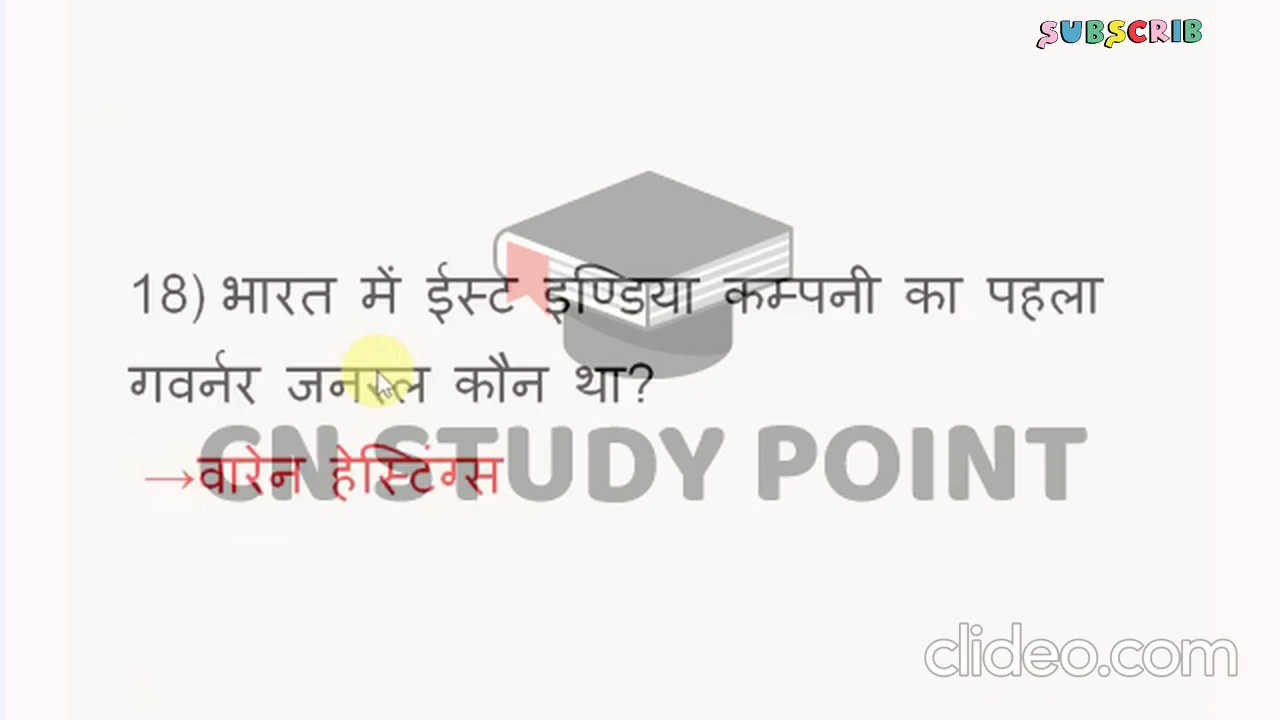 SUBSCRIB
18) भारत में ईस्ट इण्डिया कम्पनी का पहला
गवर्नर जनरल कौन था?
→वारेन हेस्टिंग्स
CN STUDY POINT
clideo.com